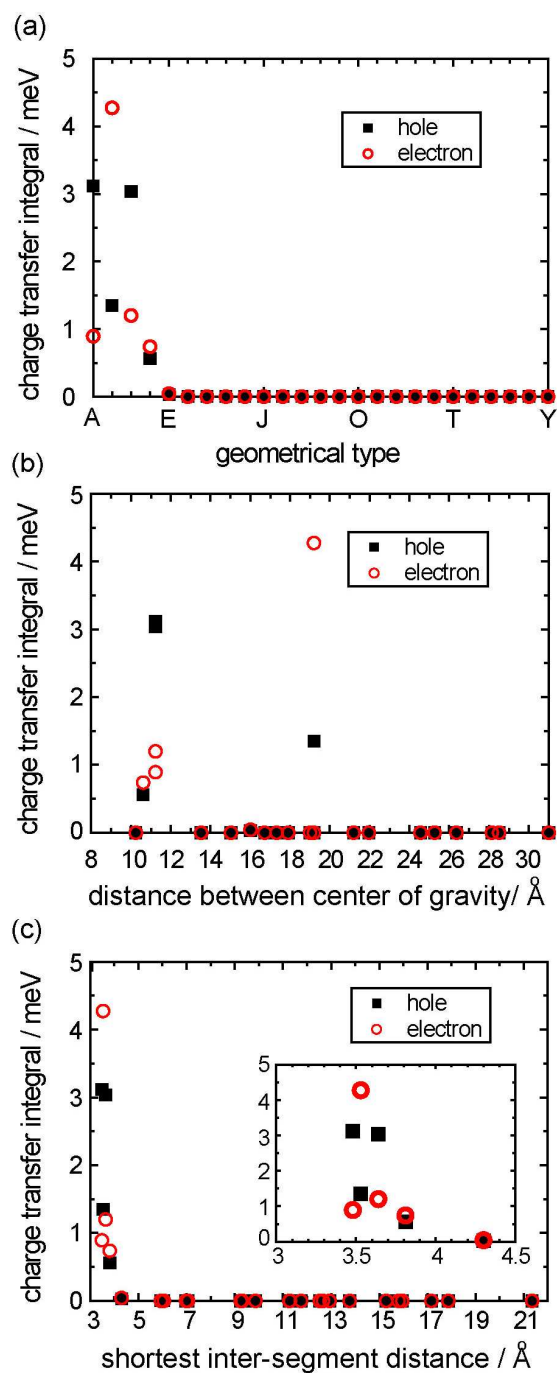 (a)
5
4
3
2
1
0
charge transfer integral / meV
hole
electron
A E J O T Y
geometrical type
(b)
5
4
3
2
1
0
charge transfer integral / meV
hole
electron
8 10 12 14 16 18 20 22 24 26 28 30
distance between center of gravity/ Å
(c)
5
4
3
2
1
0
charge transfer integral / meV
hole
electron
5
4
3
2
1
0
3 3.5 4 4.5
3 5 7 9 11 13 15 17 19 21
shortest inter-segment distance / Å